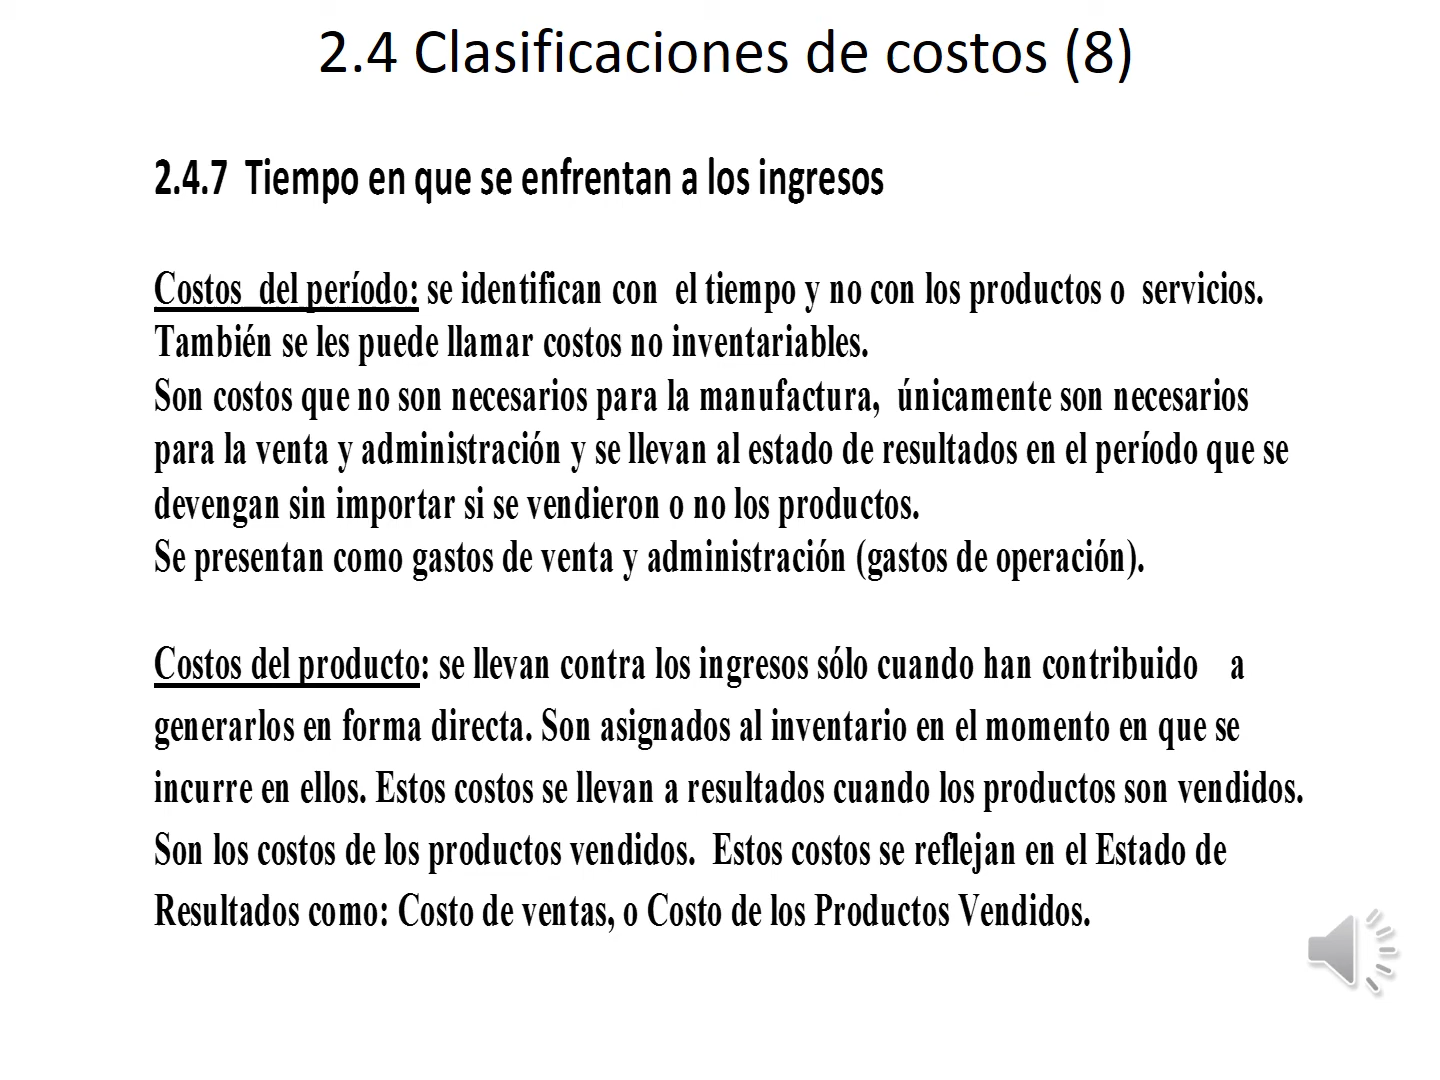 2.4 Clasificaciones de costos (8)
2.4.7 Tiempo en que se enfrentan a los ingresos
Costos del período: se identifican con el tiempo y no con los productos o servicios.
También se les puede llamar costos no inventariables.
Son costos que no son necesarios para la manufactura, únicamente son necesarios
para la venta y administración y se llevan al estado de resultados en el período que se
devengan sin importar si se vendieron o no los productos.
Se presentan como gastos de venta y administración (gastos de operación).
Costos del producto: se llevan contra los ingresos sólo cuando han contribuido a
generarlos en forma directa. Son asignados al inventario en el momento en que se
incurre en ellos. Estos costos se llevan a resultados cuando los productos son vendidos.
Son los costos de los productos vendidos. Estos costos se reflejan en el Estado de
Resultados como: Costo de ventas, o Costo de los Productos Vendidos.